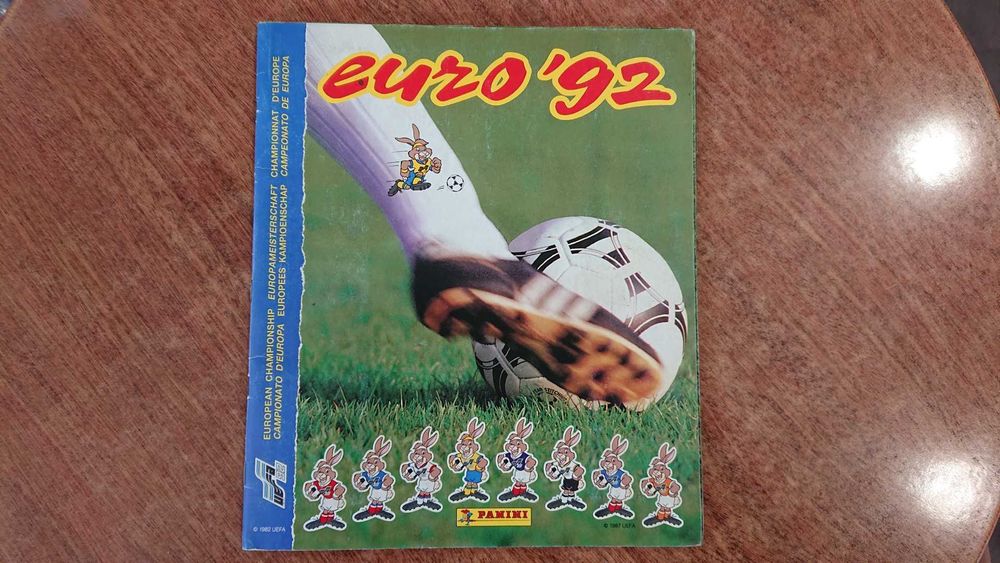 euro '92
EUROPEAN CHAMPIONSHIP EUROPAMEISTERSCHAFT CHAMPIONNAT D'EUROPE
CAMPIONATO D'EUROPA EUROPEES KAMPIOENSCHAP CAMPEONATO DE EUROPA
© 1982 UEFA
PANINI
© 1987 UEFA